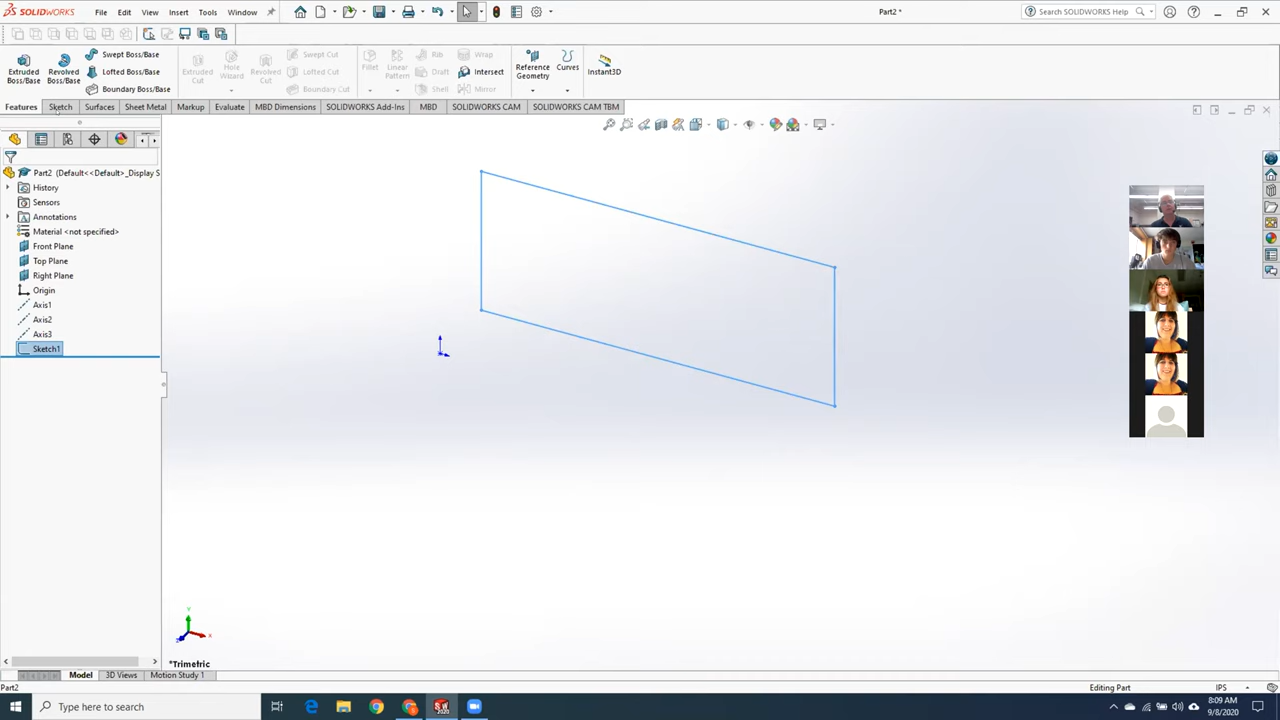 SOLIDWORKS File Edit View Insert Tools Window Part2 * Search SOLIDWORKS Help
Extruded Boss/Base
Revolved Boss/Base
Swept Boss/Base
Lofted Boss/Base
Boundary Boss/Base
Extruded Cut
Hole Wizard
Revolved Cut
Swept Cut
Lofted Cut
Boundary Cut
Fillet
Linear Pattern
Rib
Draft
Shell
Wrap
Intersect
Mirror
Reference Geometry
Curves
Instant3D
Features Sketch Surfaces Sheet Metal Markup Evaluate MBD Dimensions SOLIDWORKS Add-Ins MBD SOLIDWORKS CAM SOLIDWORKS CAM TBM
Part2 (Default<<Default>_Display S
History
Sensors
Annotations
Material <not specified>
Front Plane
Top Plane
Right Plane
Origin
Axis1
Axis2
Axis3
Sketch1
Y
X
Z
*Trimetric
Model 3D Views Motion Study 1
Part2 Editing Part IPS
Type here to search
8:09 AM
9/8/2020